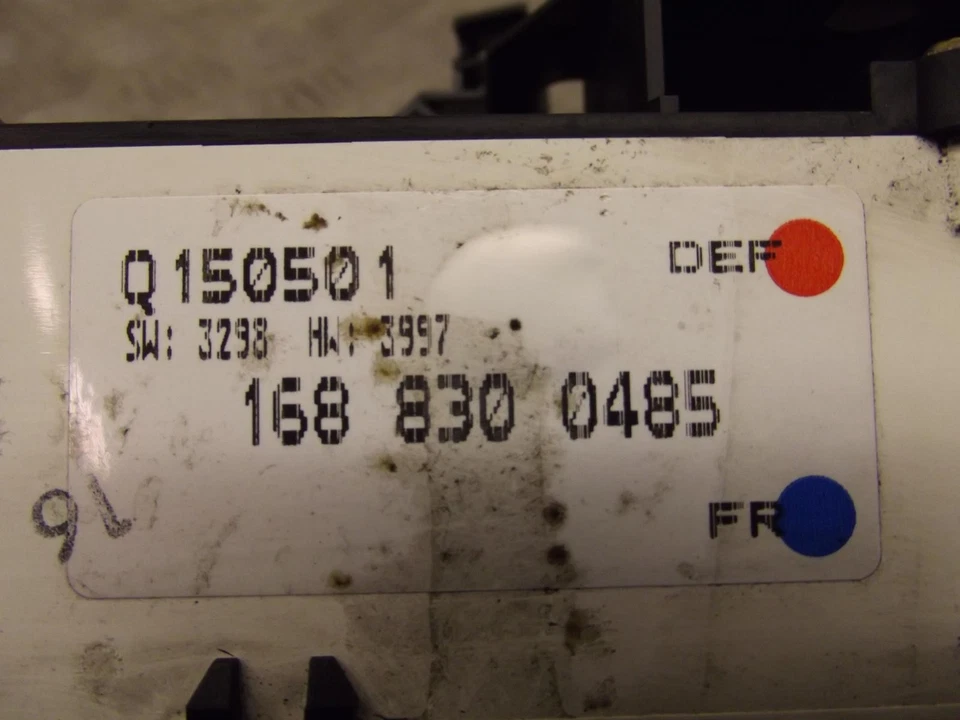 Q150501
DEF
SW: 3298 HW: 3997
168 830 0485
FR